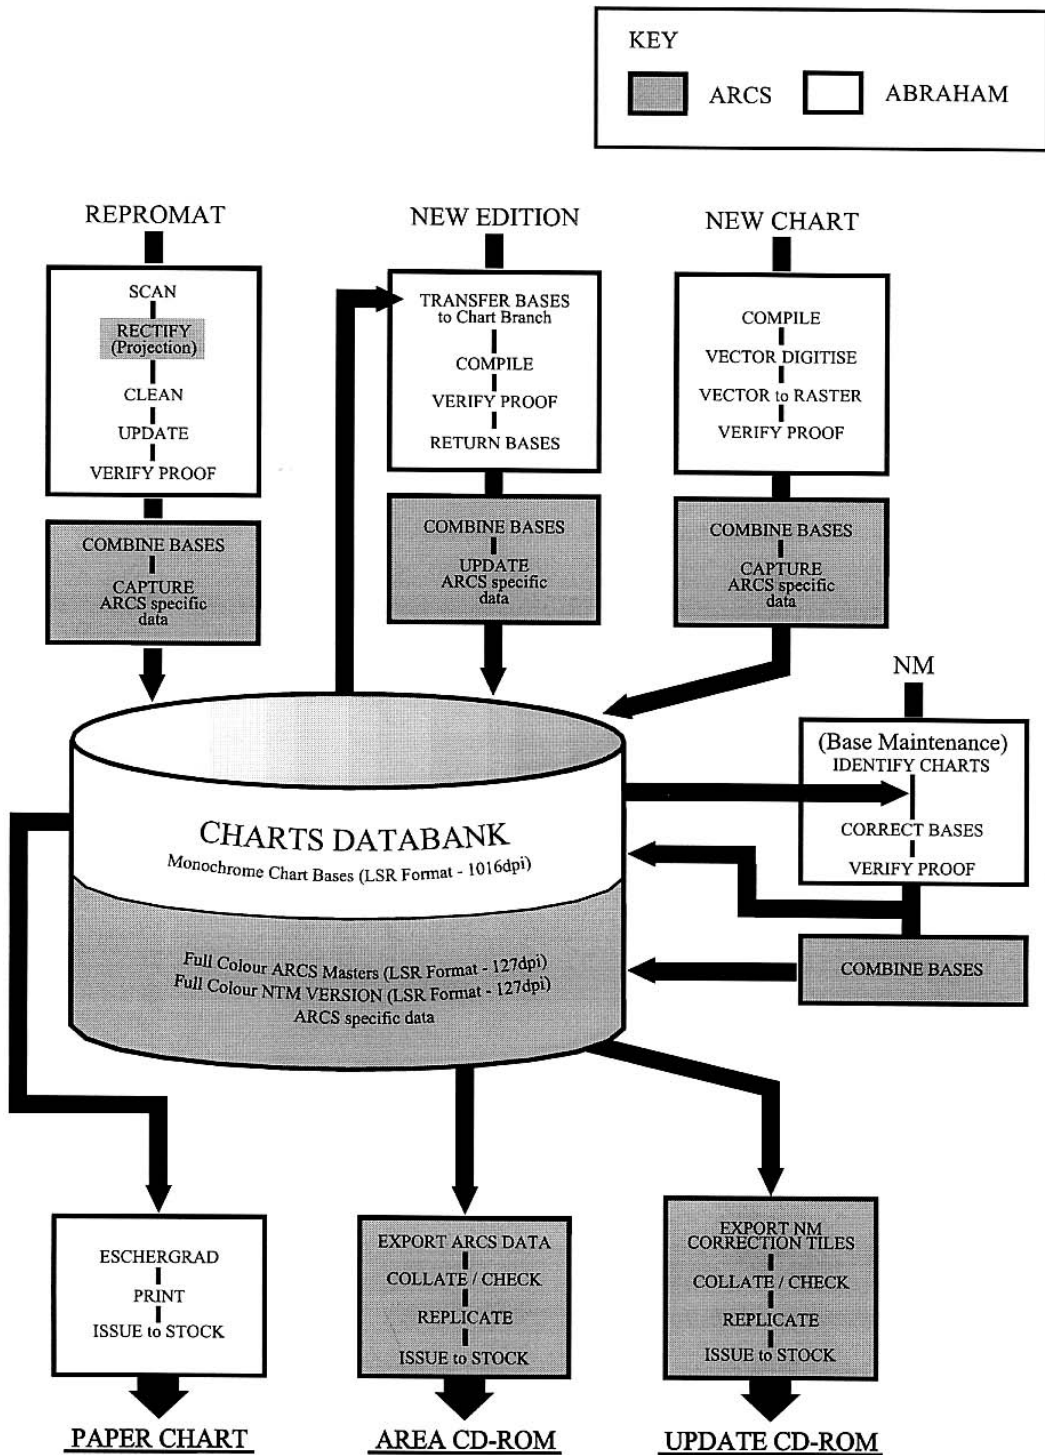 KEY
ARCS
ABRAHAM
REPROMAT
SCAN
RECTIFY
(Projection)
CLEAN
UPDATE
VERIFY PROOF
COMBINE BASES
CAPTURE
ARCS specific
data
NEW EDITION
TRANSFER BASES
to Chart Branch
COMPILE
VERIFY PROOF
RETURN BASES
COMBINE BASES
UPDATE
ARCS specific
data
NEW CHART
COMPILE
VECTOR DIGITISE
VECTOR to RASTER
VERIFY PROOF
COMBINE BASES
CAPTURE
ARCS specific
data
NM
(Base Maintenance)
IDENTIFY CHARTS
CORRECT BASES
VERIFY PROOF
COMBINE BASES
CHARTS DATABANK
Monochrome Chart Bases (LSR Format - 1016dpi)
Full Colour ARCS Masters (LSR Format - 127dpi)
Full Colour NTM VERSION (LSR Format - 127dpi)
ARCS specific data
ESCHERGRAD
PRINT
ISSUE to STOCK
PAPER CHART
EXPORT ARCS DATA
COLLATE / CHECK
REPLICATE
ISSUE to STOCK
AREA CD-ROM
EXPORT NM
CORRECTION TILES
COLLATE / CHECK
REPLICATE
ISSUE to STOCK
UPDATE CD-ROM